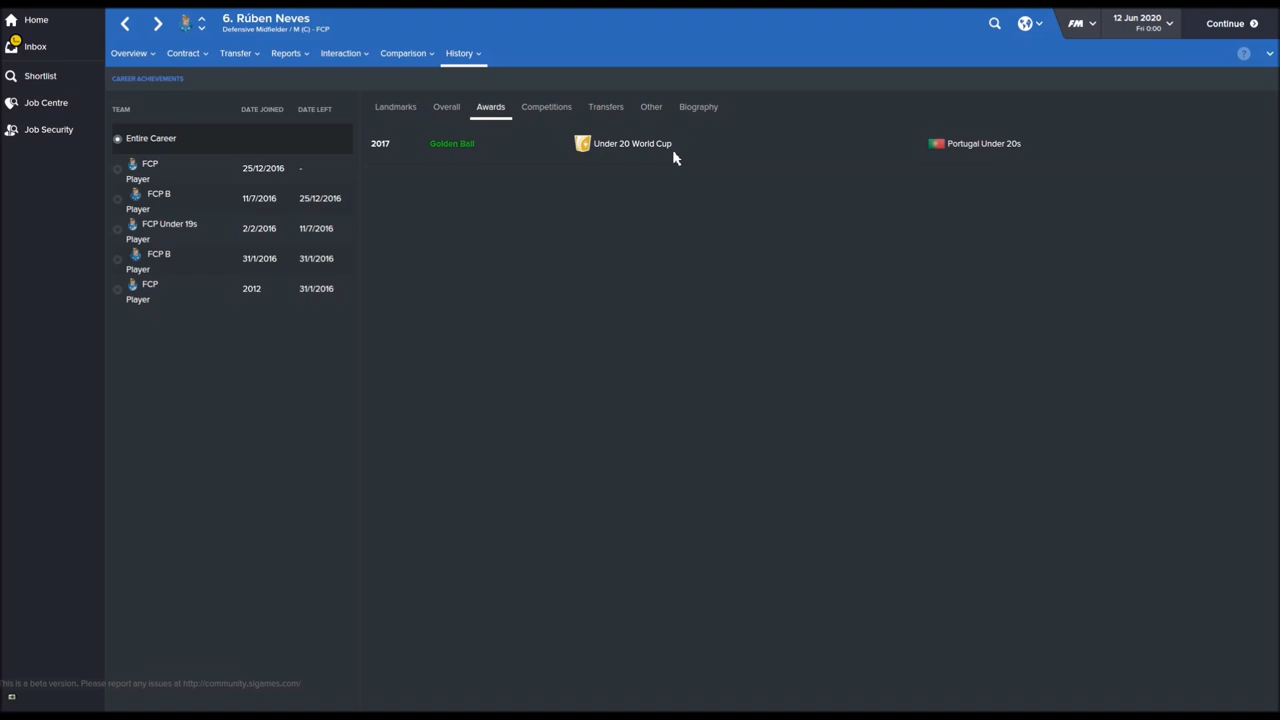 Home
Inbox
Shortlist
Job Centre
Job Security
6. Rúben Neves
Defensive Midfielder / M (C) - FCP
FM
12 Jun 2020
Fri 0:00
Continue
Overview
Contract
Transfer
Reports
Interaction
Comparison
History
?
CAREER ACHIEVEMENTS
TEAM DATE JOINED DATE LEFT
Entire Career
FCP
Player
25/12/2016 -
FCP B
Player
11/7/2016 25/12/2016
FCP Under 19s
Player
2/2/2016 11/7/2016
FCP B
Player
31/1/2016 31/1/2016
FCP
Player
2012 31/1/2016
Landmarks Overall Awards Competitions Transfers Other Biography
2017 Golden Ball Under 20 World Cup Portugal Under 20s
This is a beta version. Please report any issues at http://community.sigames.com/